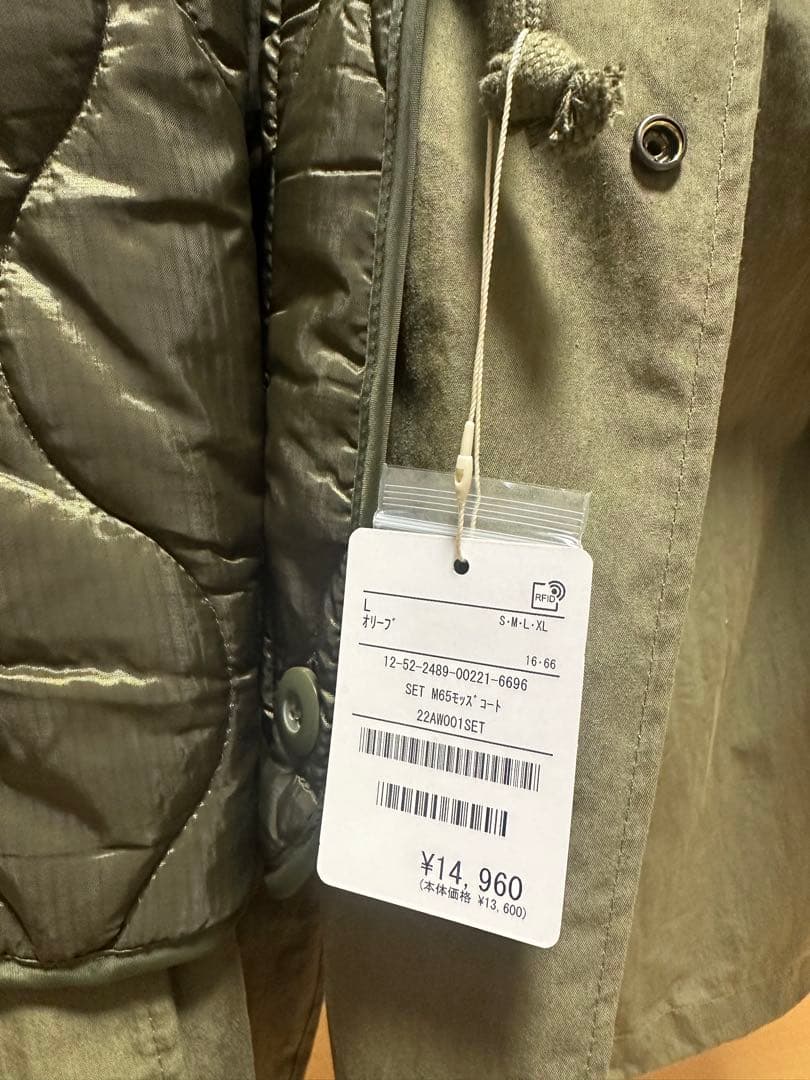 RFID
L
S・M・L・XL
オリーブ
16・66
12-52-2489-00221-6696
SET M65モッズコート
22AW001SET
¥14,960
(本体価格 ¥13,600)